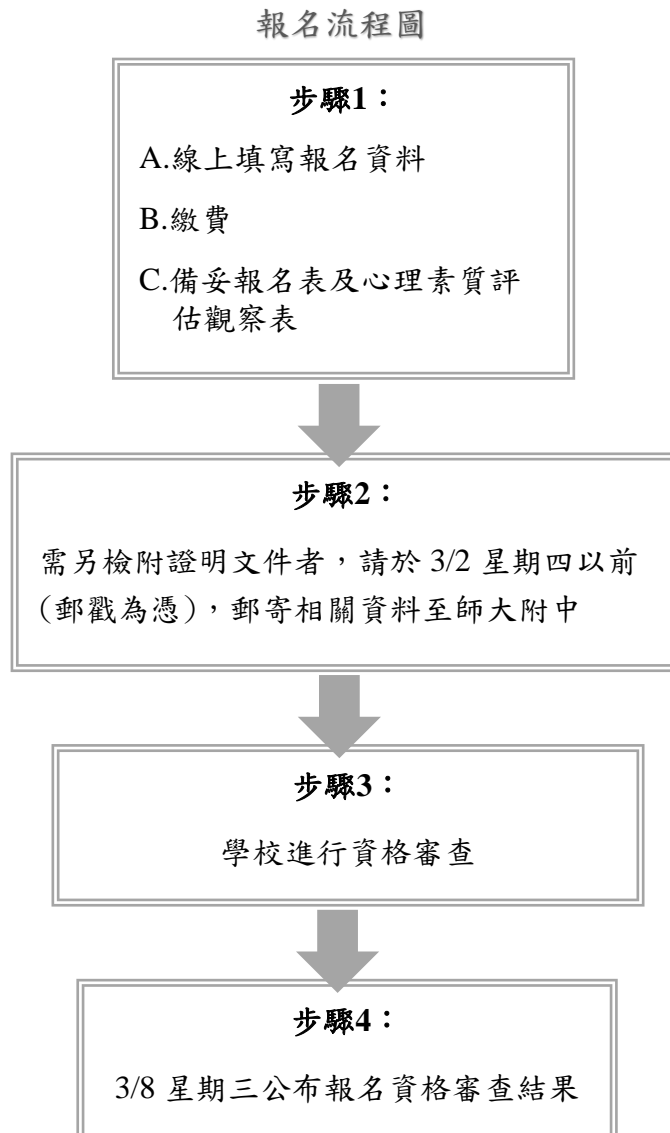 報名流程圖
步驟1：
A.線上填寫報名資料
B.繳費
C.備妥報名表及心理素質評
估觀察表
步驟2：
需另檢附證明文件者，請於 3/2 星期四以前
(郵戳為憑)，郵寄相關資料至師大附中
步驟3：
學校進行資格審查
步驟4：
3/8 星期三公布報名資格審查結果